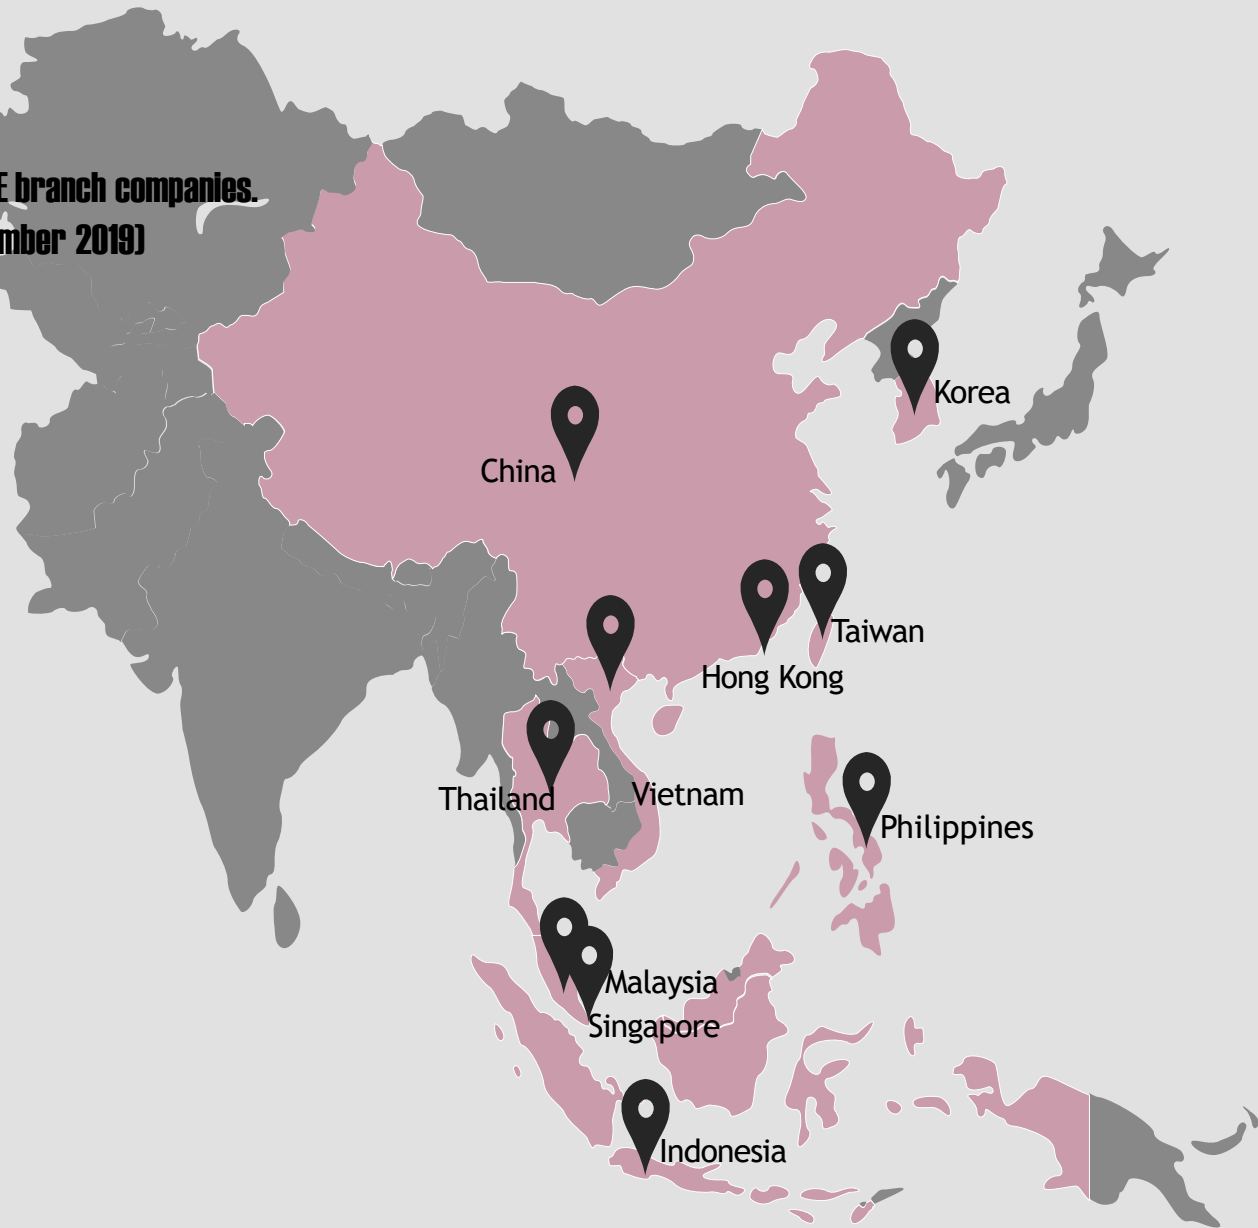 E branch companies.
mber 2019)
Korea
China
Taiwan
Hong Kong
Thailand
Vietnam
Philippines
Malaysia
Singapore
Indonesia